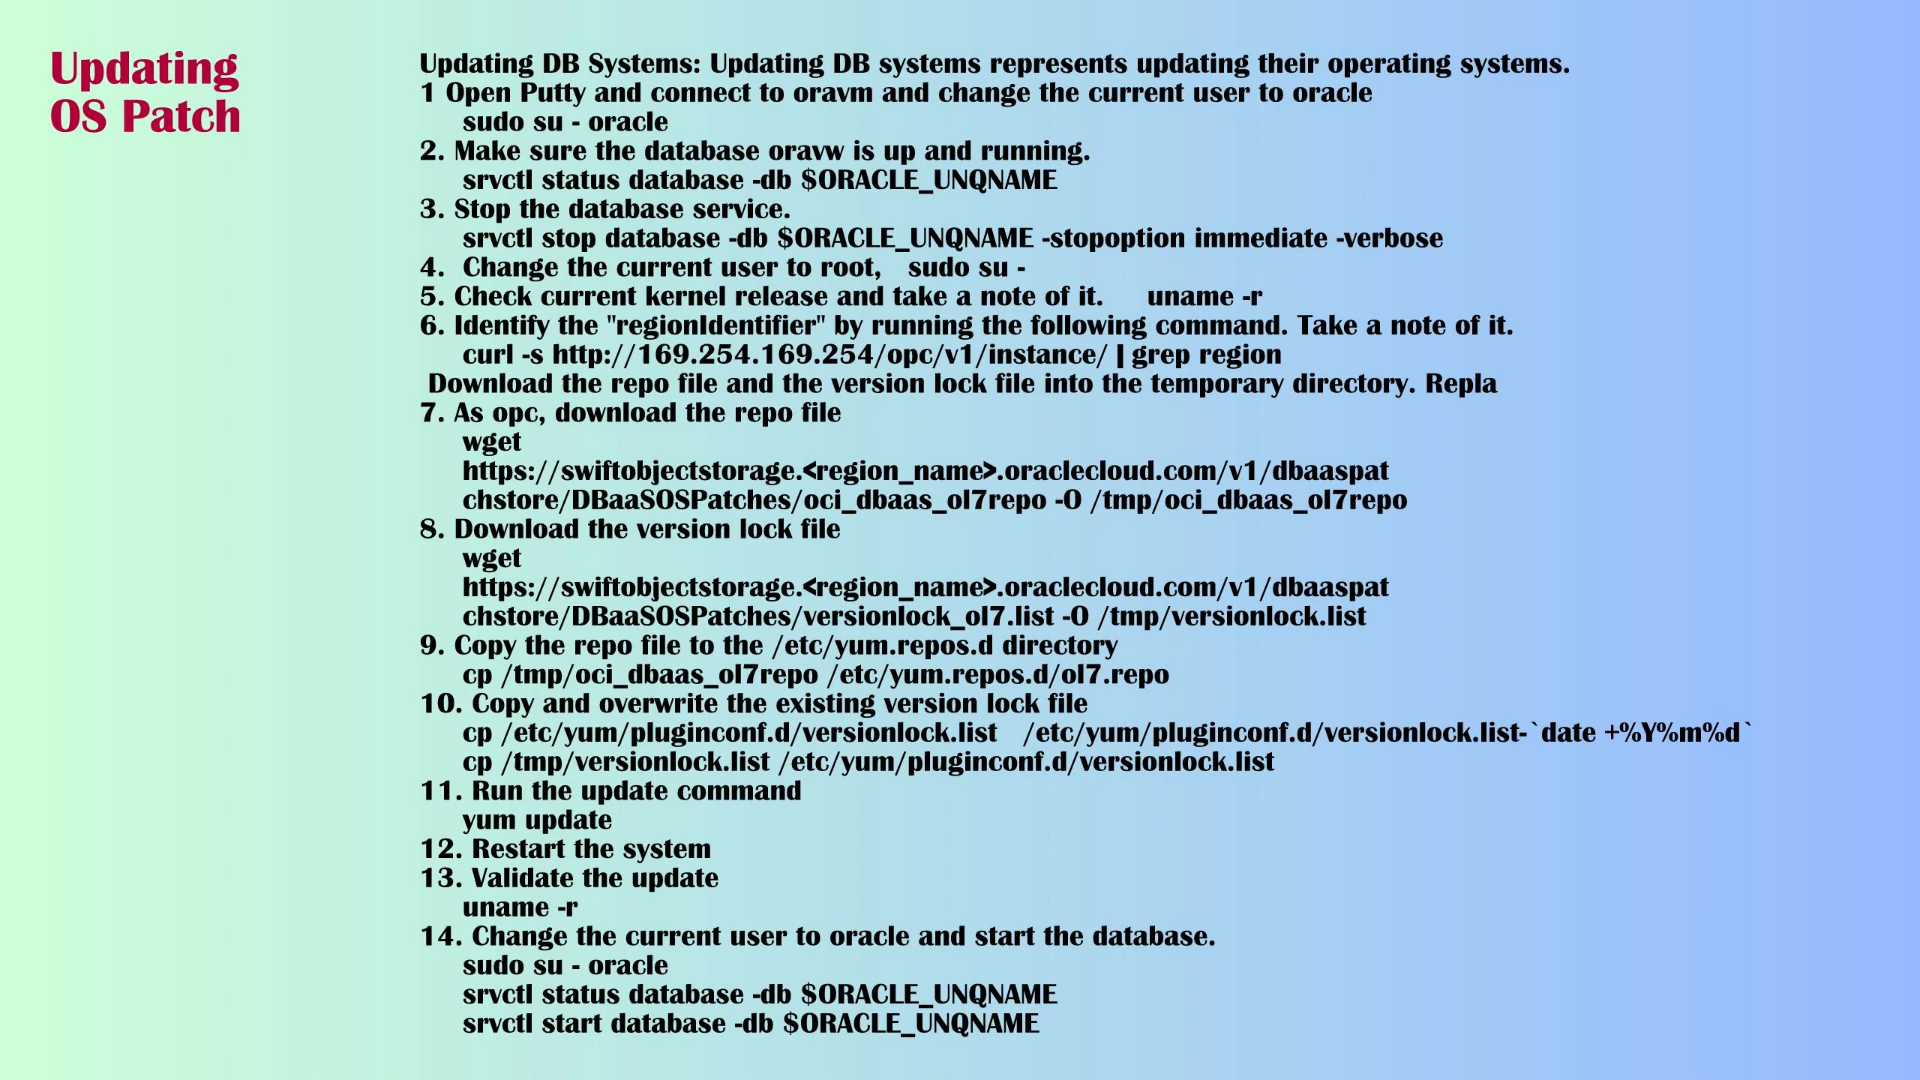 Updating
OS Patch
Updating DB Systems: Updating DB systems represents updating their operating systems.
1 Open Putty and connect to oravm and change the current user to oracle
sudo su - oracle
2. Make sure the database oravw is up and running.
srvctl status database -db $ORACLE_UNQNAME
3. Stop the database service.
srvctl stop database -db $ORACLE_UNQNAME -stopoption immediate -verbose
4.  Change the current user to root,   sudo su -
5. Check current kernel release and take a note of it.     uname -r
6. Identify the "regionIdentifier" by running the following command. Take a note of it.
curl -s http://169.254.169.254/opc/v1/instance/ | grep region
Download the repo file and the version lock file into the temporary directory. Repla
7. As opc, download the repo file
wget
https://swiftobjectstorage.<region_name>.oraclecloud.com/v1/dbaaspat
chstore/DBaaSOSPatches/oci_dbaas_ol7repo -O /tmp/oci_dbaas_ol7repo
8. Download the version lock file
wget
https://swiftobjectstorage.<region_name>.oraclecloud.com/v1/dbaaspat
chstore/DBaaSOSPatches/versionlock_ol7.list -O /tmp/versionlock.list
9. Copy the repo file to the /etc/yum.repos.d directory
cp /tmp/oci_dbaas_ol7repo /etc/yum.repos.d/ol7.repo
10. Copy and overwrite the existing version lock file
cp /etc/yum/pluginconf.d/versionlock.list   /etc/yum/pluginconf.d/versionlock.list-`date +%Y%m%d`
cp /tmp/versionlock.list /etc/yum/pluginconf.d/versionlock.list
11. Run the update command
yum update
12. Restart the system
13. Validate the update
uname -r
14. Change the current user to oracle and start the database.
sudo su - oracle
srvctl status database -db $ORACLE_UNQNAME
srvctl start database -db $ORACLE_UNQNAME